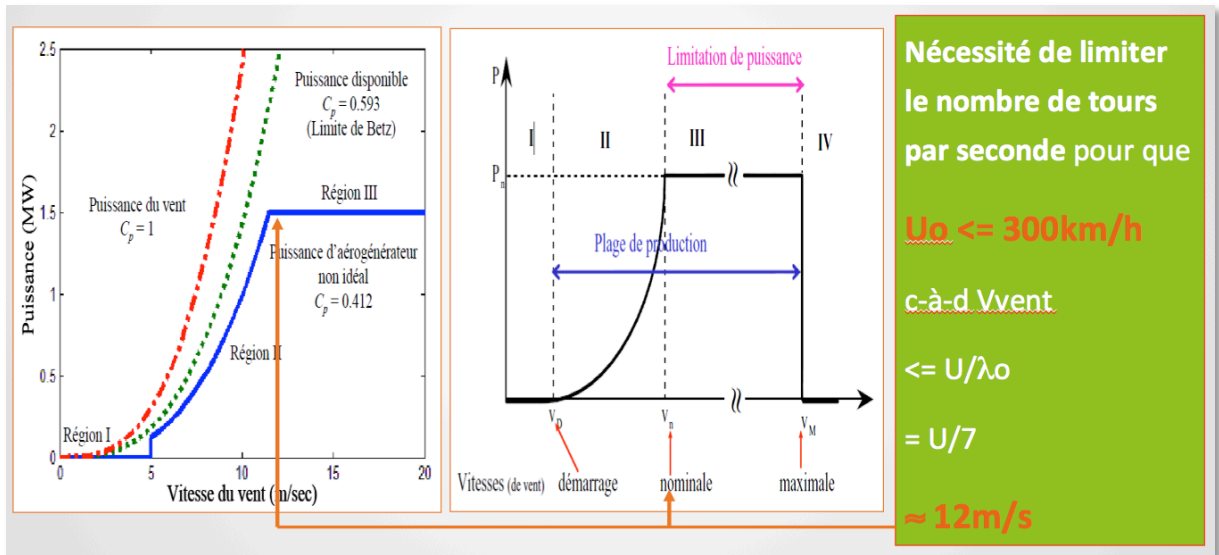 2.5
2
1.5
1
0.5
0
0
5
10
15
20
Puissance (MW)
Vitesse du vent (m/sec)
Puissance disponible
Cp = 0.593
(Limite de Betz)
Puissance du vent
Cp = 1
Région III
Puissance d'aérogénérateur
non idéal
Cp = 0.412
Région II
Région I
Limitation de puissance
P
I
II
III
IV
Pn
Plage de production
VD
Vn
VM
Vitesses (de vent)
démarrage
nominale
maximale
Nécessité de limiter
le nombre de tours
par seconde pour que
Uo <= 300km/h
c-à-d Vvent
<= U/λo
= U/7
≈ 12m/s